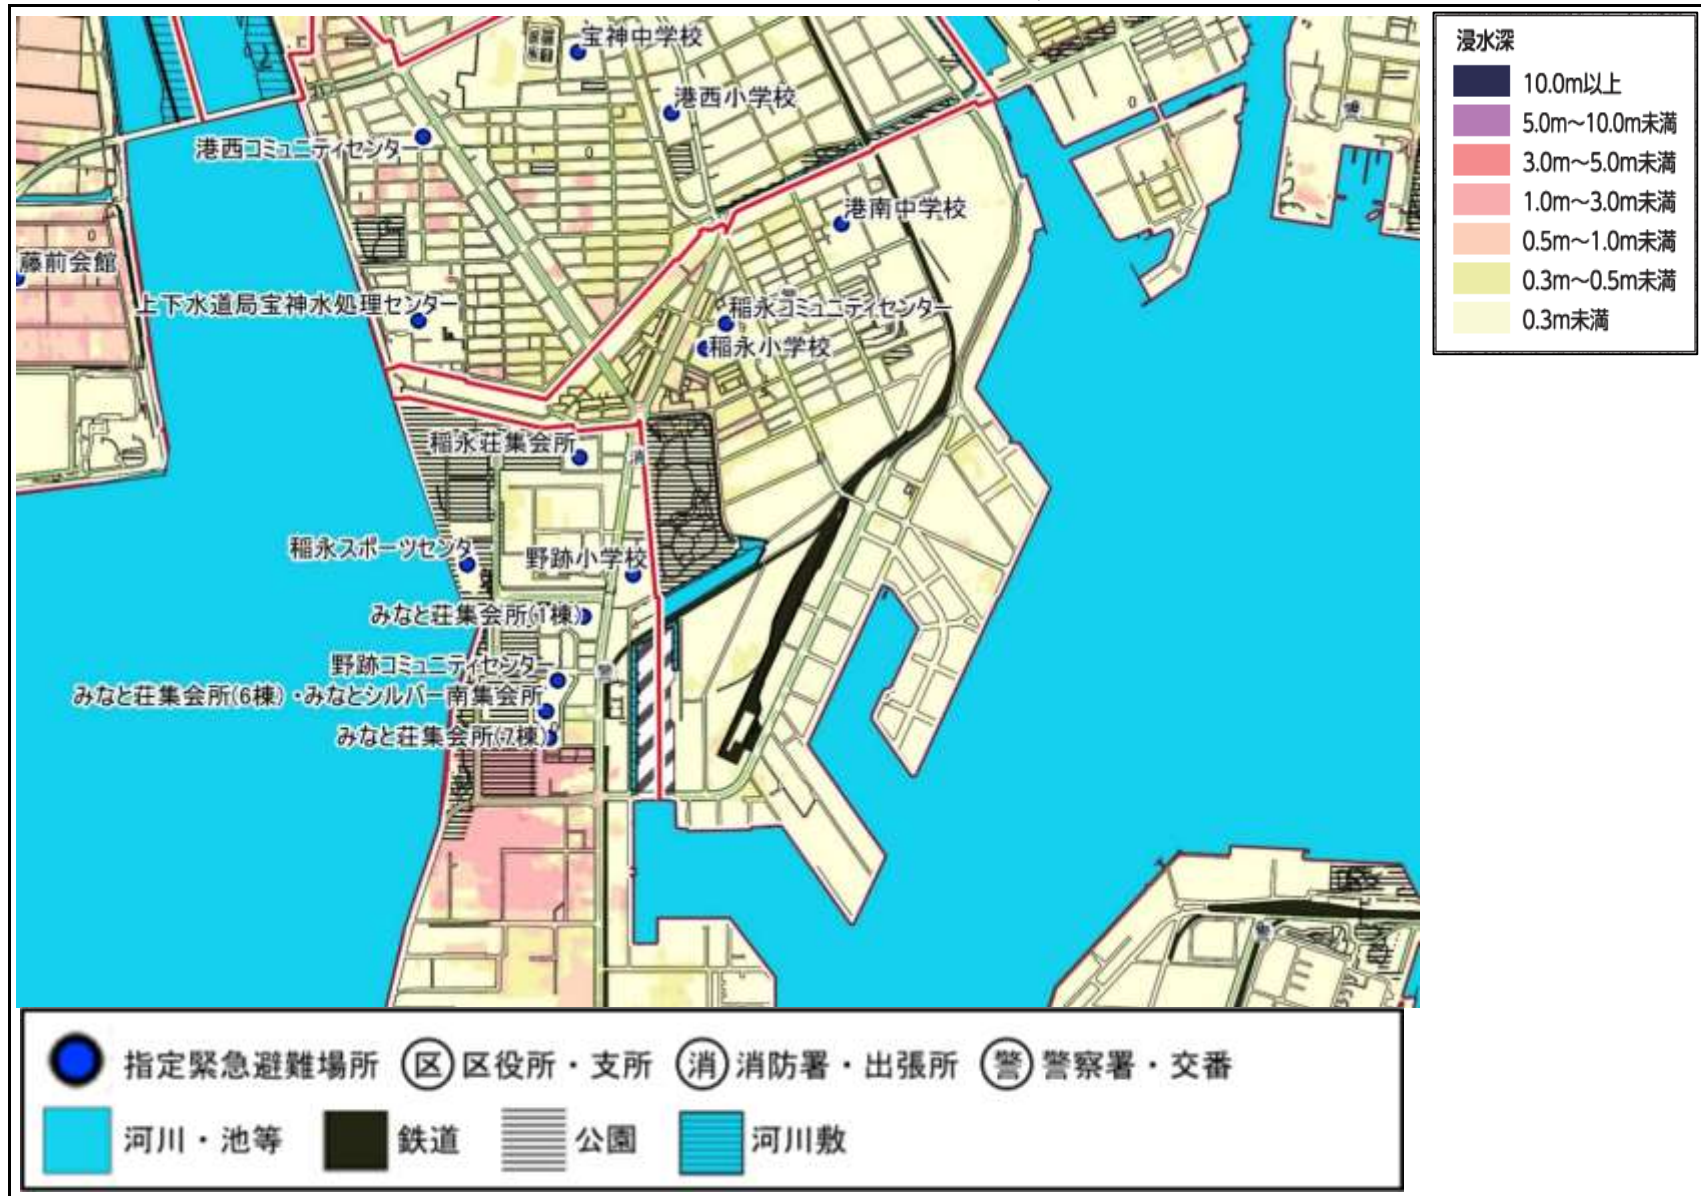 宝神中学校
港西小学校
港西コミュニティセンター
0
0
港南中学校
0
藤前会館
上下水道局宝神水処理センター
稲永コミュニティセンター
稲永小学校
稲永荘集会所
消
稲永スポーツセンタ
野跡小学校
みなと荘集会所(1棟)
野跡コミュニティセンター
警
みなと荘集会所(6棟)・みなとシルバー南集会所
みなと荘集会所(7棟)
浸水深
10.0m以上
5.0m～10.0m未満
3.0m～5.0m未満
1.0m～3.0m未満
0.5m～1.0m未満
0.3m～0.5m未満
0.3m未満
指定緊急避難場所 区 区役所・支所 消 消防署・出張所 警 警察署・交番
河川・池等 鉄道 公園 河川敷